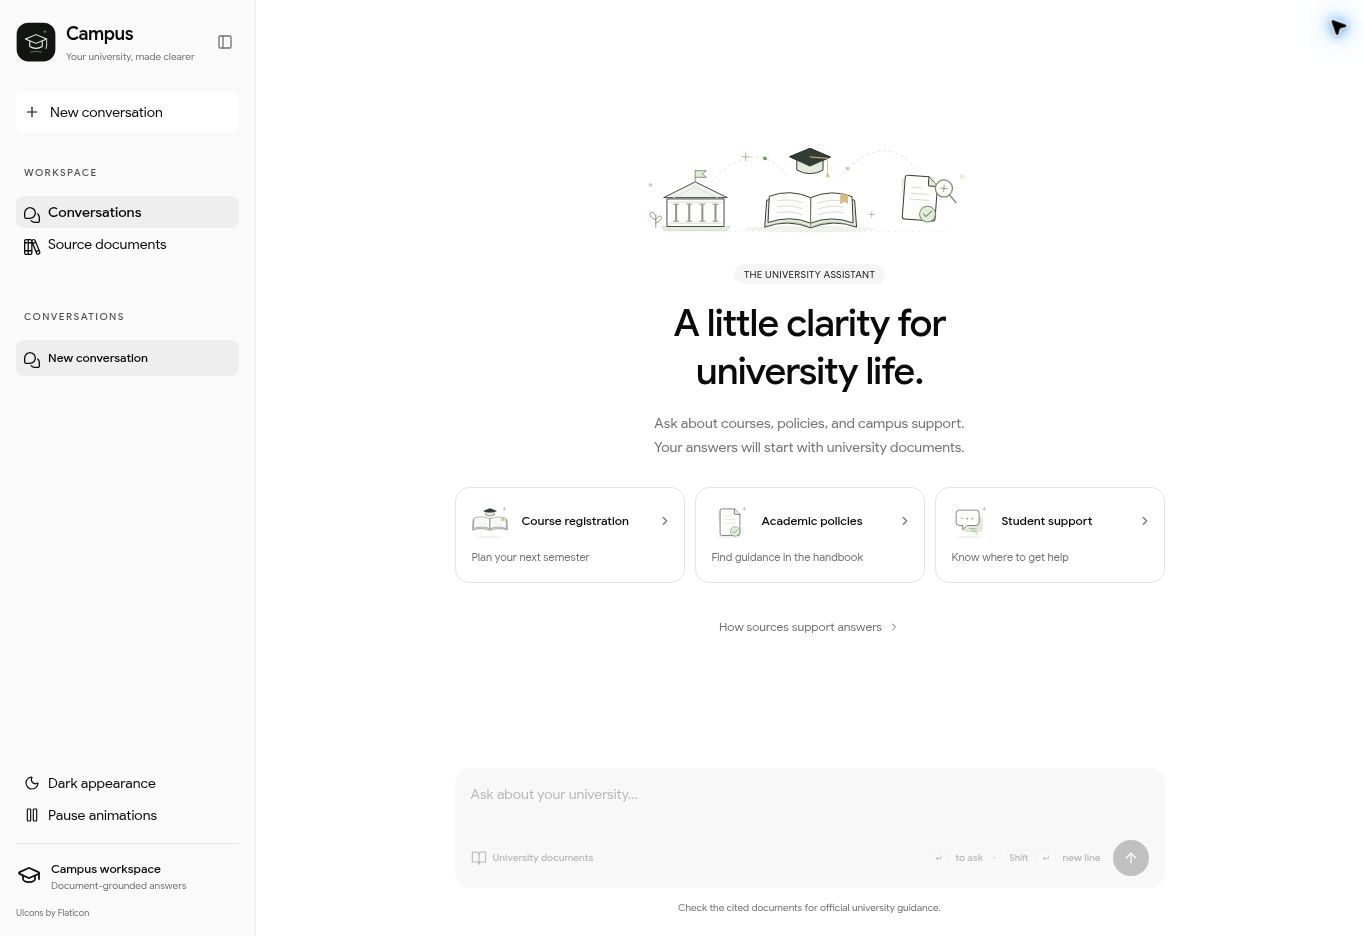 Campus
Your university, made clearer
New conversation
WORKSPACE
Conversations
Source documents
CONVERSATIONS
New conversation
Dark appearance
Pause animations
Campus workspace
Document-grounded answers
UIcons by Flaticon
THE UNIVERSITY ASSISTANT
A little clarity for
university life.
Ask about courses, policies, and campus support.
Your answers will start with university documents.
Course registration
Plan your next semester
Academic policies
Find guidance in the handbook
Student support
Know where to get help
How sources support answers
Ask about your university...
University documents
↵ to ask · Shift ↵ new line
Check the cited documents for official university guidance.